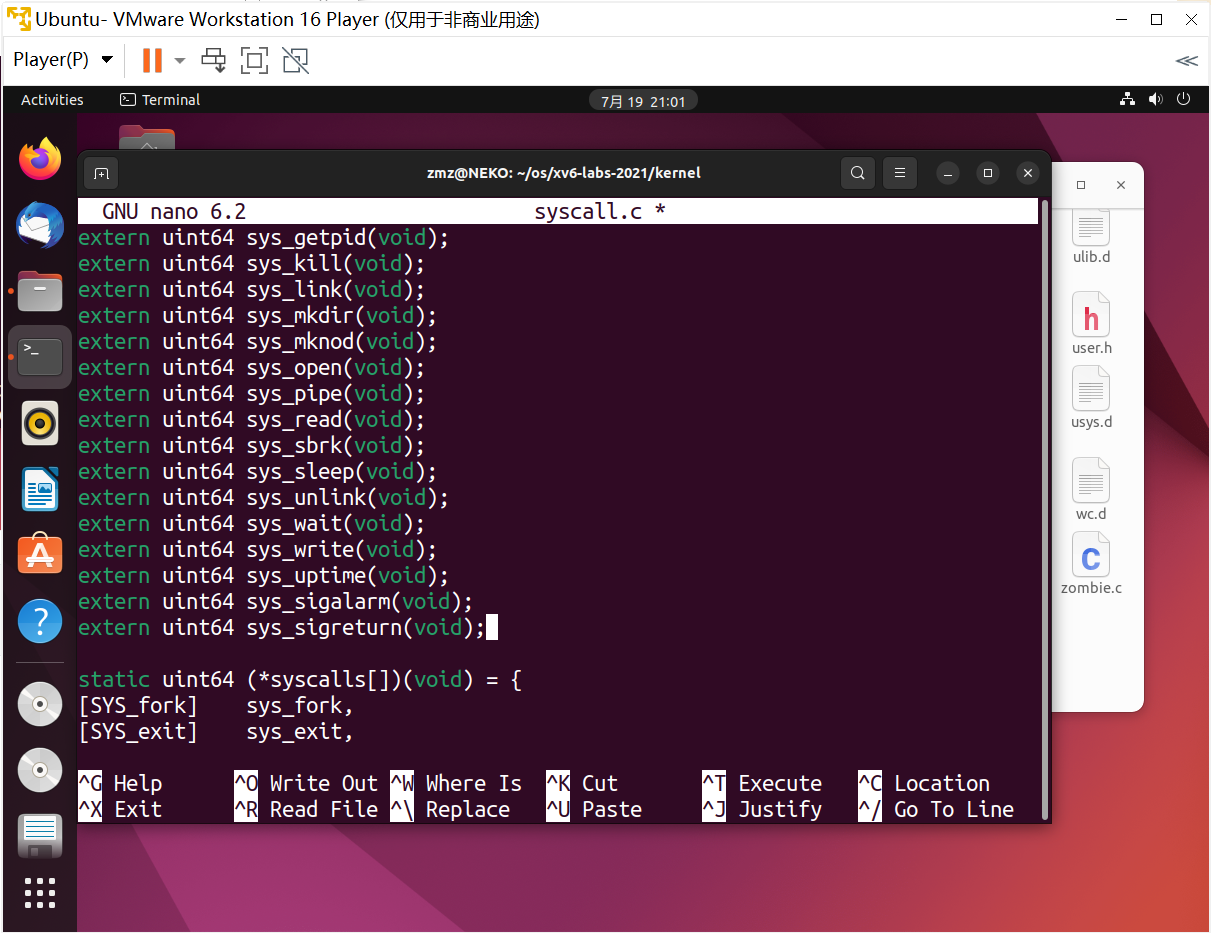 Ubuntu- VMware Workstation 16 Player (仅用于非商业用途)
Player(P)
Activities
Terminal
7月 19 21:01
zmz@NEKO: ~/os/xv6-labs-2021/kernel
GNU nano 6.2 syscall.c *
extern uint64 sys_getpid(void);
extern uint64 sys_kill(void);
extern uint64 sys_link(void);
extern uint64 sys_mkdir(void);
extern uint64 sys_mknod(void);
extern uint64 sys_open(void);
extern uint64 sys_pipe(void);
extern uint64 sys_read(void);
extern uint64 sys_sbrk(void);
extern uint64 sys_sleep(void);
extern uint64 sys_unlink(void);
extern uint64 sys_wait(void);
extern uint64 sys_write(void);
extern uint64 sys_uptime(void);
extern uint64 sys_sigalarm(void);
extern uint64 sys_sigreturn(void);
static uint64 (*syscalls[])(void) = {
[SYS_fork]    sys_fork,
[SYS_exit]    sys_exit,
^G Help ^O Write Out ^W Where Is ^K Cut ^T Execute ^C Location
^X Exit ^R Read File ^\ Replace ^U Paste ^J Justify ^/ Go To Line
ulib.d
h
user.h
usys.d
wc.d
C
zombie.c